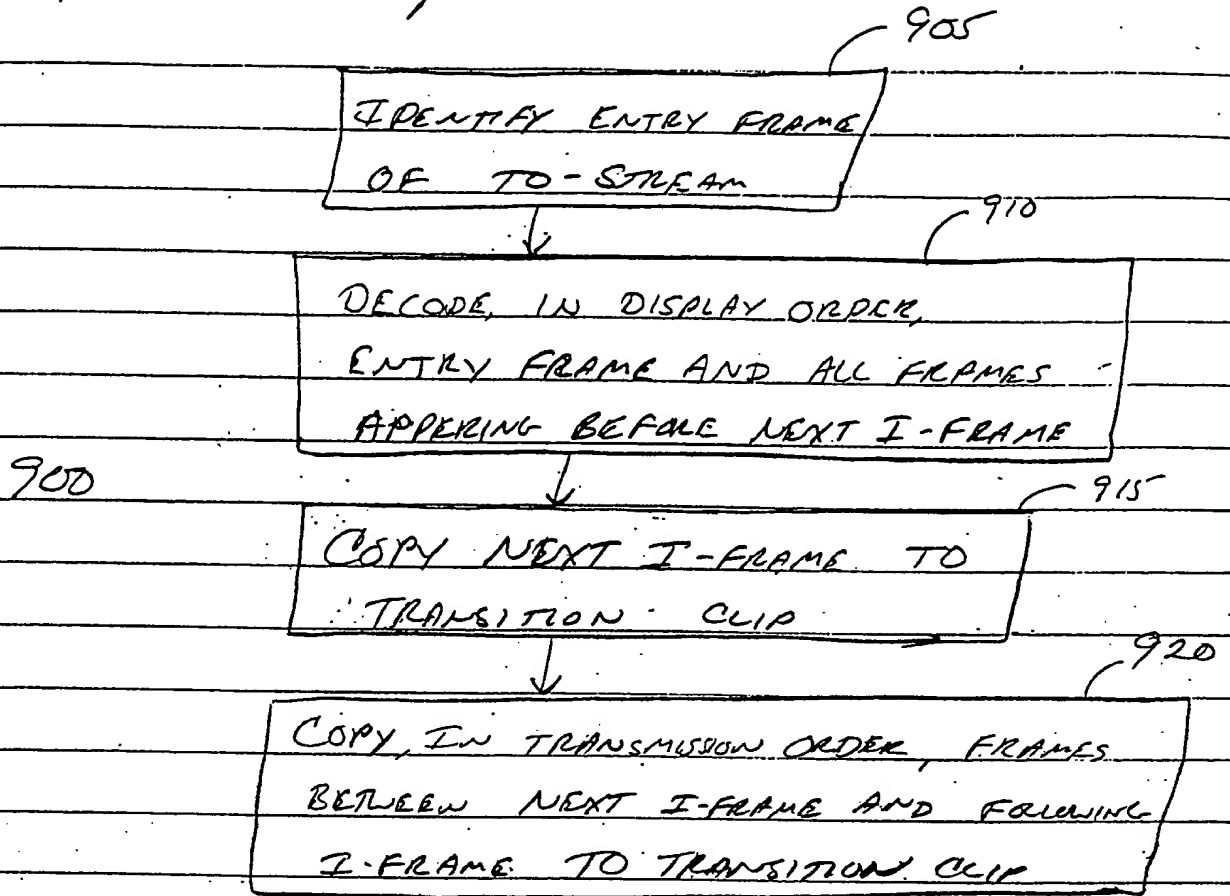 905
IDENTIFY ENTRY FRAME
OF TO-STREAM
910
DECODE, IN DISPLAY ORDER,
ENTRY FRAME AND ALL FRAMES
APPERING BEFORE NEXT I-FRAME
900
915
COPY NEXT I-FRAME TO
TRANSITION CLIP
920
COPY, IN TRANSMISSION ORDER, FRAMES
BETWEEN NEXT I-FRAME AND FOLLOWING
I-FRAME TO TRANSITION CLIP